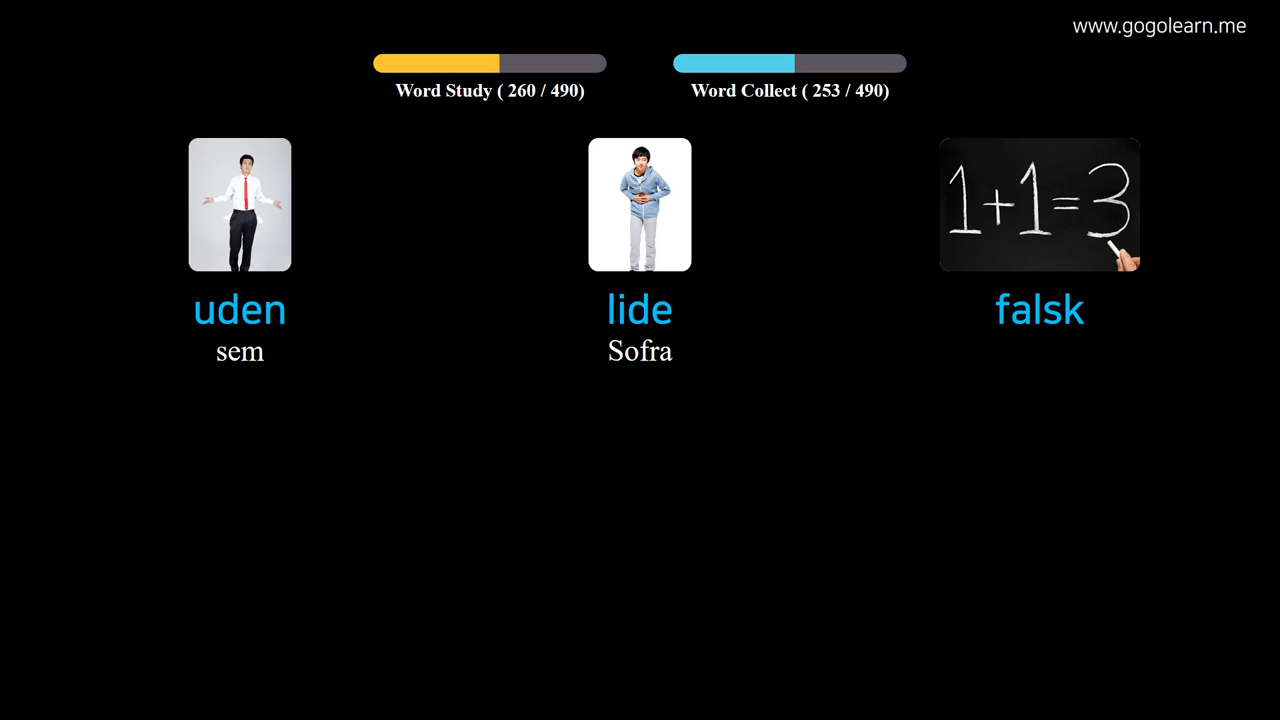 www.gogolearn.me
Word Study ( 260 / 490)
Word Collect ( 253 / 490)
1+1=3
uden
lide
falsk
sem
Sofra